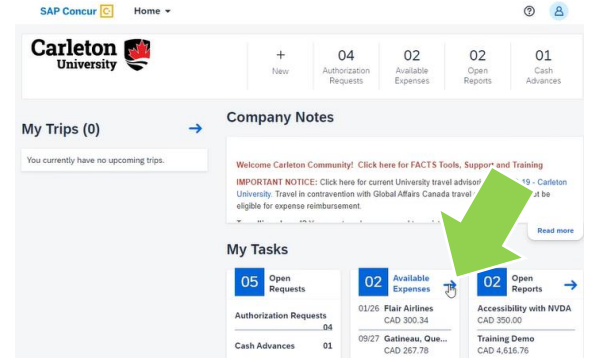 SAP Concur C Home
Carleton
University
+
New
04
Authorization
Requests
02
Available
Expenses
02
Open
Reports
01
Cash
Advances
My Trips (0)
You currently have no upcoming trips.
Company Notes
Welcome Carleton Community! Click here for FACTS Tools, Support and Training
IMPORTANT NOTICE: Click here for current University travel advisor 19 - Carleton
University. Travel in contravention with Global Affairs Canada travel ot be
eligible for expense reimbursement.
Read more
My Tasks
05 Open
Requests
Authorization Requests
04
Cash Advances 01
02 Available
Expenses
01/26 Flair Airlines
CAD 300.34
09/27 Gatineau, Que...
CAD 267.78
02 Open
Reports
Accessibility with NVDA
CAD 350.00
Training Demo
CAD 4,616.76